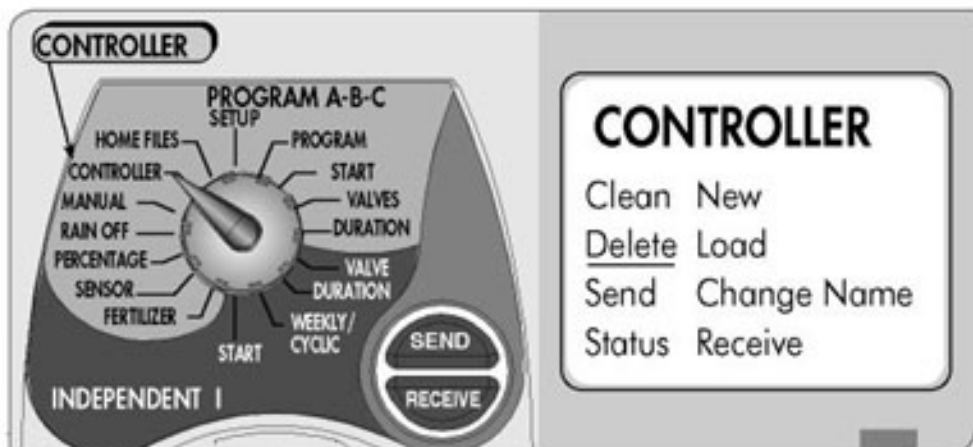 CONTROLLER
PROGRAM A-B-C
SETUP
HOME FILES
PROGRAM
CONTROLLER
START
MANUAL
VALVES
RAIN OFF
DURATION
PERCENTAGE
VALVE
DURATION
SENSOR
FERTILIZER
WEEKLY/
CYCLIC
START
INDEPENDENT I
SEND
RECEIVE
CONTROLLER
Clean New
Delete Load
Send Change Name
Status Receive